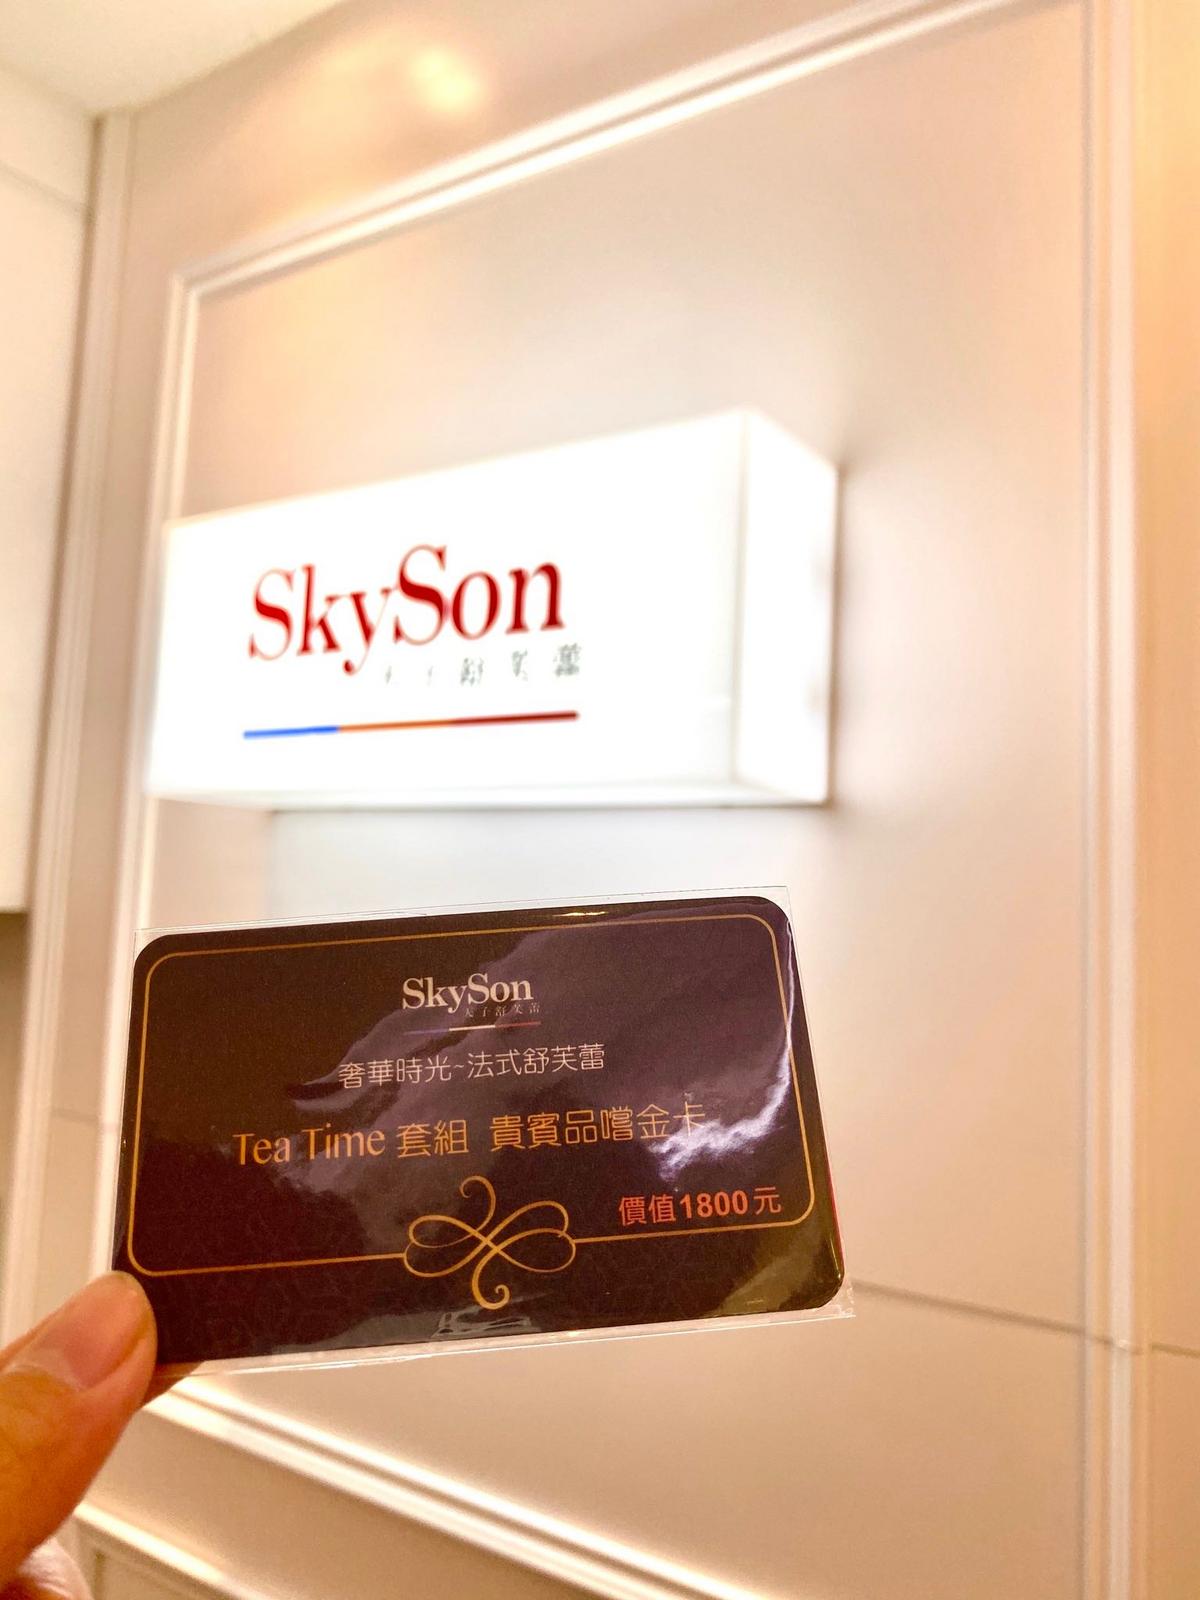 SkySon
天子舒芙蕾
SkySon
天子舒芙蕾
奢華時光~法式舒芙蕾
Tea Time 套組 貴賓品嚐金卡
價值1800元